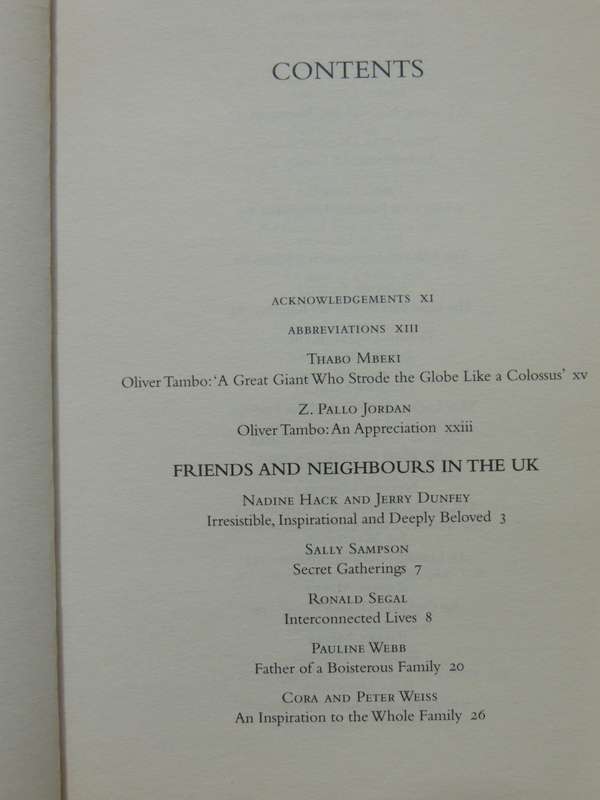 CONTENTS
ACKNOWLEDGEMENTS XI
ABBREVIATIONS XIII
THABO MBEKI
Oliver Tambo: ‘A Great Giant Who Strode the Globe Like a Colossus’ xv
Z. PALLO JORDAN
Oliver Tambo: An Appreciation xxiii
FRIENDS AND NEIGHBOURS IN THE UK
NADINE HACK AND JERRY DUNFEY
Irresistible, Inspirational and Deeply Beloved 3
SALLY SAMPSON
Secret Gatherings 7
RONALD SEGAL
Interconnected Lives 8
PAULINE WEBB
Father of a Boisterous Family 20
CORA AND PETER WEISS
An Inspiration to the Whole Family 26